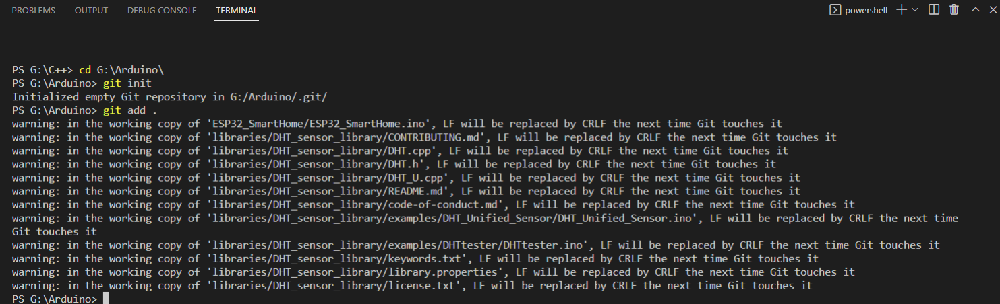 PROBLEMS OUTPUT DEBUG CONSOLE TERMINAL powershell
PS G:\C++> cd G:\Arduino\
PS G:\Arduino> git init
Initialized empty Git repository in G:/Arduino/.git/
PS G:\Arduino> git add .
warning: in the working copy of 'ESP32_SmartHome/ESP32_SmartHome.ino', LF will be replaced by CRLF the next time Git touches it
warning: in the working copy of 'libraries/DHT_sensor_library/CONTRIBUTING.md', LF will be replaced by CRLF the next time Git touches it
warning: in the working copy of 'libraries/DHT_sensor_library/DHT.cpp', LF will be replaced by CRLF the next time Git touches it
warning: in the working copy of 'libraries/DHT_sensor_library/DHT.h', LF will be replaced by CRLF the next time Git touches it
warning: in the working copy of 'libraries/DHT_sensor_library/DHT_U.cpp', LF will be replaced by CRLF the next time Git touches it
warning: in the working copy of 'libraries/DHT_sensor_library/README.md', LF will be replaced by CRLF the next time Git touches it
warning: in the working copy of 'libraries/DHT_sensor_library/code-of-conduct.md', LF will be replaced by CRLF the next time Git touches it
warning: in the working copy of 'libraries/DHT_sensor_library/examples/DHT_Unified_Sensor/DHT_Unified_Sensor.ino', LF will be replaced by CRLF the next time
Git touches it
warning: in the working copy of 'libraries/DHT_sensor_library/examples/DHTtester/DHTtester.ino', LF will be replaced by CRLF the next time Git touches it
warning: in the working copy of 'libraries/DHT_sensor_library/keywords.txt', LF will be replaced by CRLF the next time Git touches it
warning: in the working copy of 'libraries/DHT_sensor_library/library.properties', LF will be replaced by CRLF the next time Git touches it
warning: in the working copy of 'libraries/DHT_sensor_library/license.txt', LF will be replaced by CRLF the next time Git touches it
PS G:\Arduino>